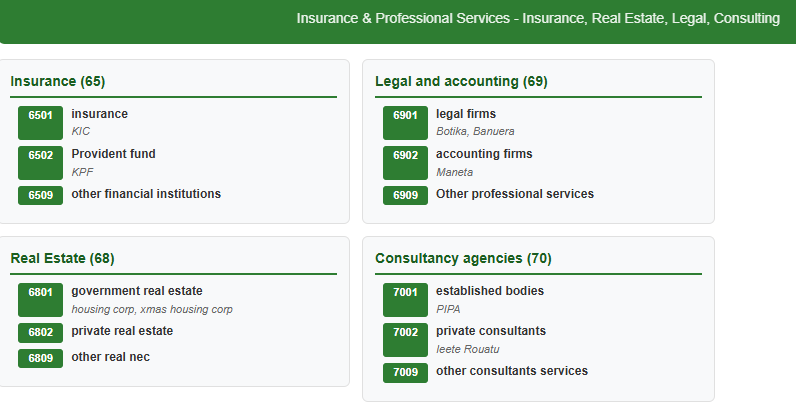 Insurance & Professional Services - Insurance, Real Estate, Legal, Consulting
Insurance (65)
6501 insurance
KIC
6502 Provident fund
KPF
6509 other financial institutions
Legal and accounting (69)
6901 legal firms
Botika, Banuera
6902 accounting firms
Maneta
6909 Other professional services
Real Estate (68)
6801 government real estate
housing corp, xmas housing corp
6802 private real estate
6809 other real nec
Consultancy agencies (70)
7001 established bodies
PIPA
7002 private consultants
Ieete Rouatu
7009 other consultants services